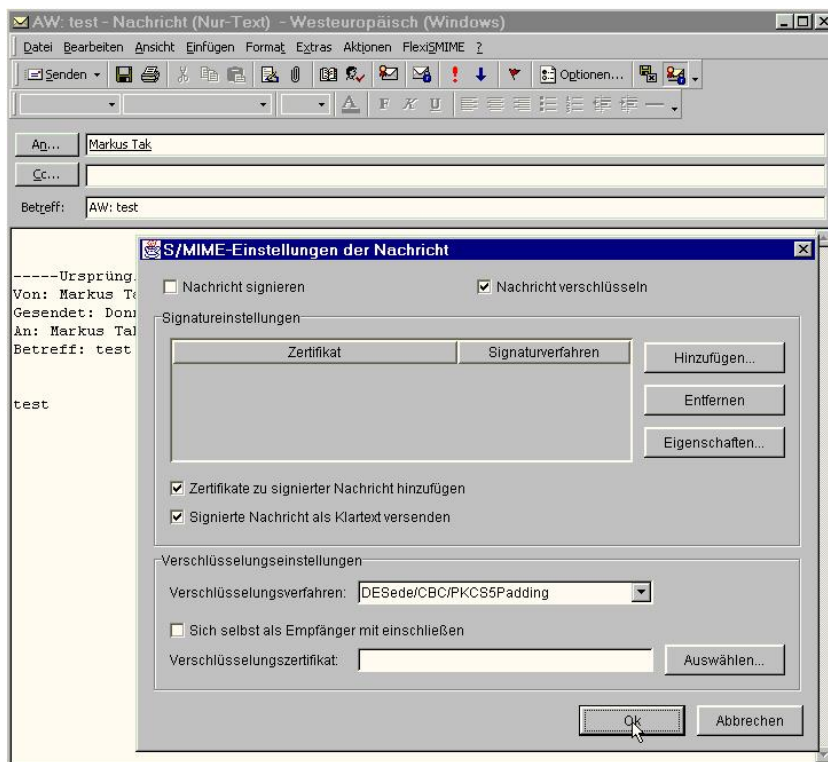 AW: test - Nachricht (Nur-Text) - Westeuropäisch (Windows)
Datei Bearbeiten Ansicht Einfügen Format Extras Aktionen FlexiSMIME ?
Senden Optionen...
A F K U
An... Markus Tak
Cc...
Betreff: AW: test
S/MIME-Einstellungen der Nachricht
-----Ursprüng
Von: Markus Ta
Gesendet: Donn
An: Markus Tak
Betreff: test
test
Nachricht signieren Nachricht verschlüsseln
Signatureinstellungen
Zertifikat Signaturverfahren
Hinzufügen...
Entfernen
Eigenschaften...
Zertifikate zu signierter Nachricht hinzufügen
Signierte Nachricht als Klartext versenden
Verschlüsselungseinstellungen
Verschlüsselungsverfahren: DESede/CBC/PKCS5Padding
Sich selbst als Empfänger mit einschließen
Verschlüsselungszertifikat: Auswählen...
Ok Abbrechen